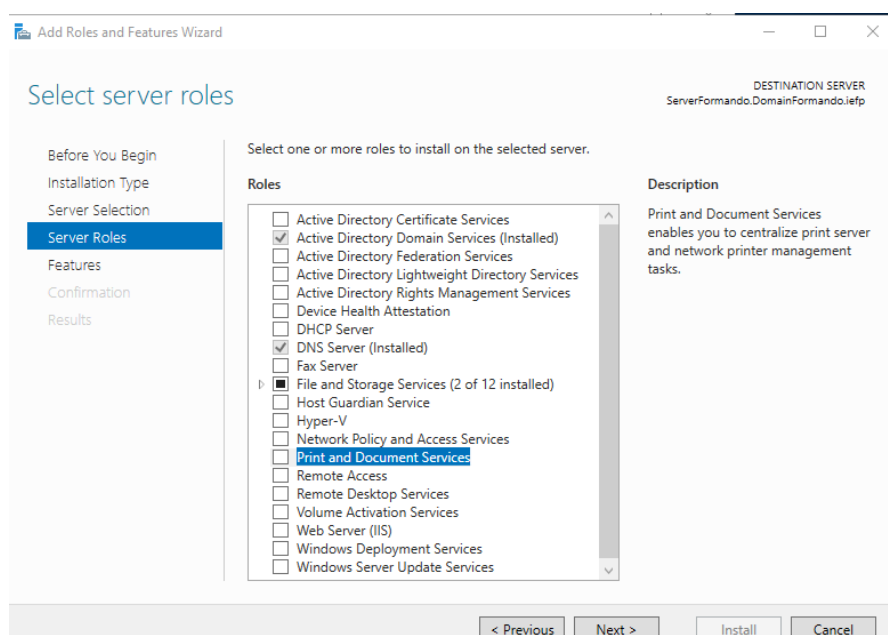 Add Roles and Features Wizard
Select server roles
DESTINATION SERVER
ServerFormando.DomainFormando.iefp
Before You Begin
Installation Type
Server Selection
Server Roles
Features
Confirmation
Results
Select one or more roles to install on the selected server.
Roles
Active Directory Certificate Services
Active Directory Domain Services (Installed)
Active Directory Federation Services
Active Directory Lightweight Directory Services
Active Directory Rights Management Services
Device Health Attestation
DHCP Server
DNS Server (Installed)
Fax Server
File and Storage Services (2 of 12 installed)
Host Guardian Service
Hyper-V
Network Policy and Access Services
Print and Document Services
Remote Access
Remote Desktop Services
Volume Activation Services
Web Server (IIS)
Windows Deployment Services
Windows Server Update Services
Description
Print and Document Services
enables you to centralize print server
and network printer management
tasks.
< Previous Next > Install Cancel